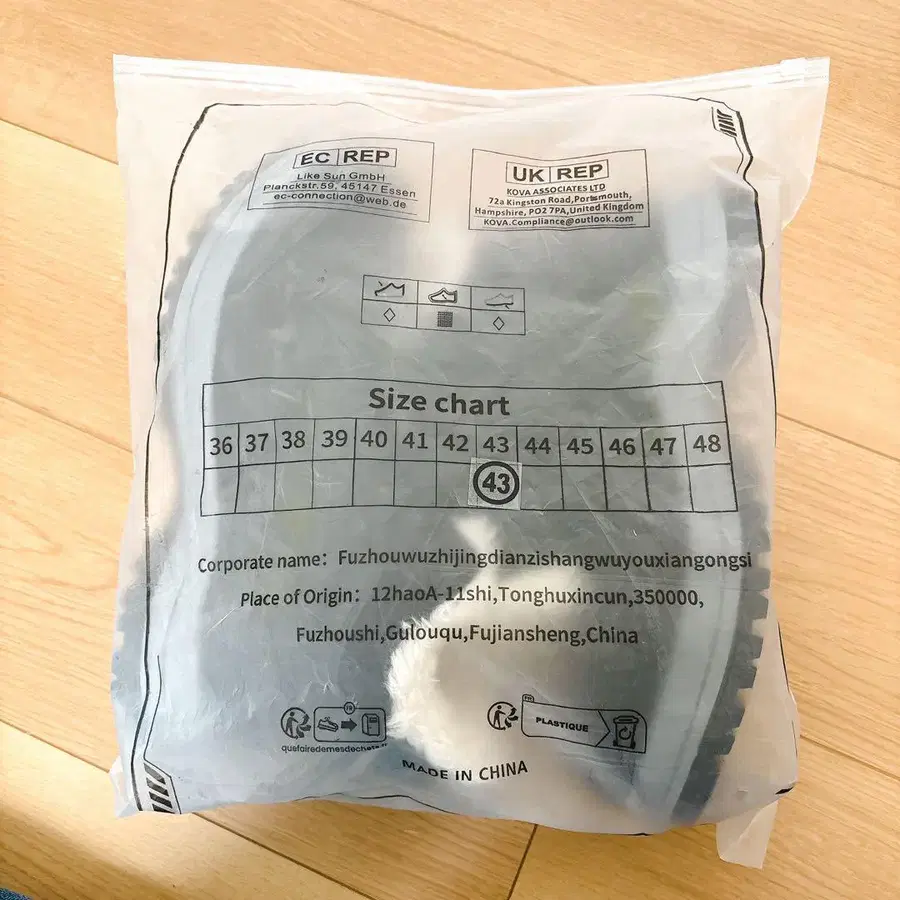 EC REP
Like Sun GmbH
Planckstr.59, 45147 Essen
ec-connection@web.de
UK REP
KOVA ASSOCIATES LTD
72a Kingston Road,Portsmouth,
Hampshire, PO2 7PA,United Kingdom
KOVA.Compliance@outlook.com
Size chart
36 37 38 39 40 41 42 43 44 45 46 47 48
43
Corporate name: Fuzhouwuzhijingdianzishangwuyouxiangongsi
Place of Origin: 12haoA-11shi,Tonghuxincun,350000,
Fuzhoushi,Gulouqu,Fujiansheng,China
PLASTIQUE
MADE IN CHINA